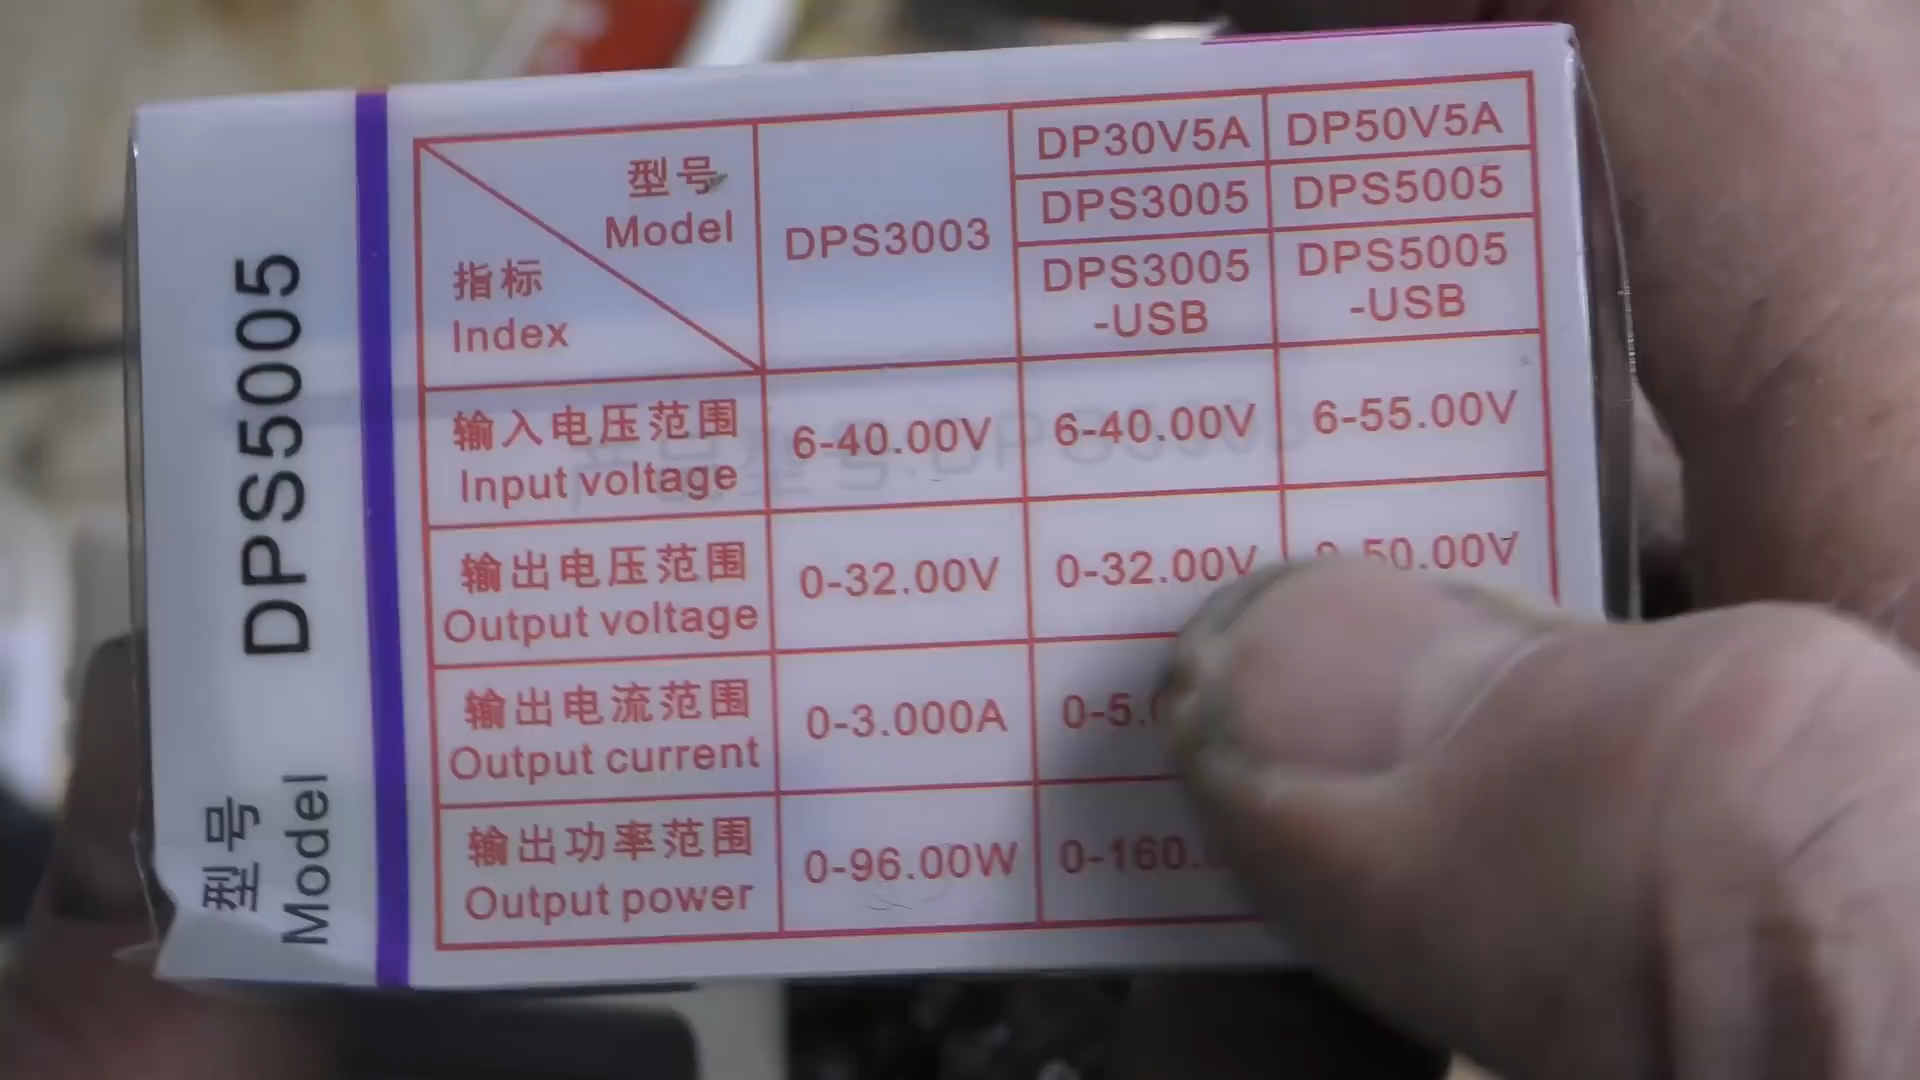 型号
Model
DPS5005
型号
Model
指标
Index
DPS3003
DP30V5A
DP50V5A
DPS3005
DPS5005
DPS3005
-USB
DPS5005
-USB
输入电压范围
Input voltage
6-40.00V
6-40.00V
6-55.00V
输出电压范围
Output voltage
0-32.00V
0-32.00V
0-50.00V
输出电流范围
Output current
0-3.000A
0-5.0
输出功率范围
Output power
0-96.00W
0-160.